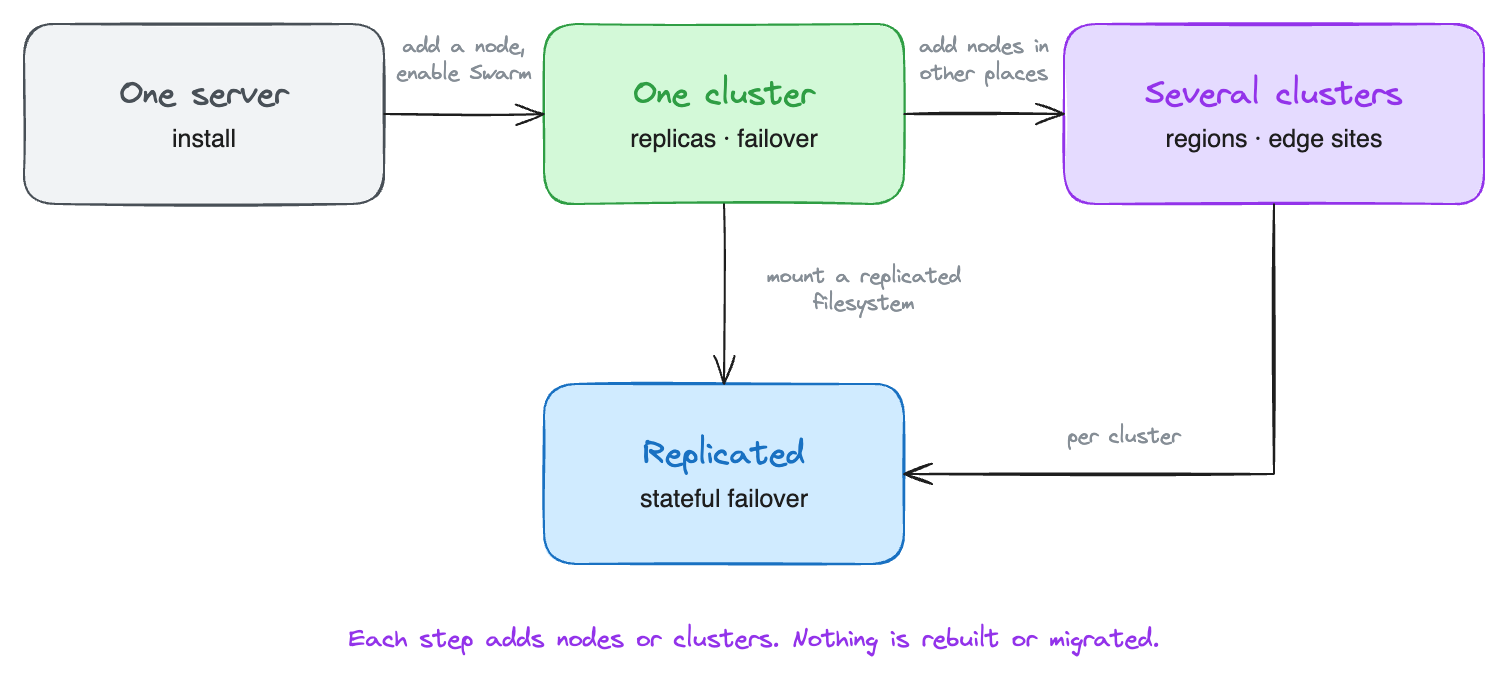 One server
install
add a node,
enable Swarm
One cluster
replicas · failover
add nodes in
other places
Several clusters
regions · edge sites
mount a replicated
filesystem
per cluster
Replicated
stateful failover
Each step adds nodes or clusters. Nothing is rebuilt or migrated.